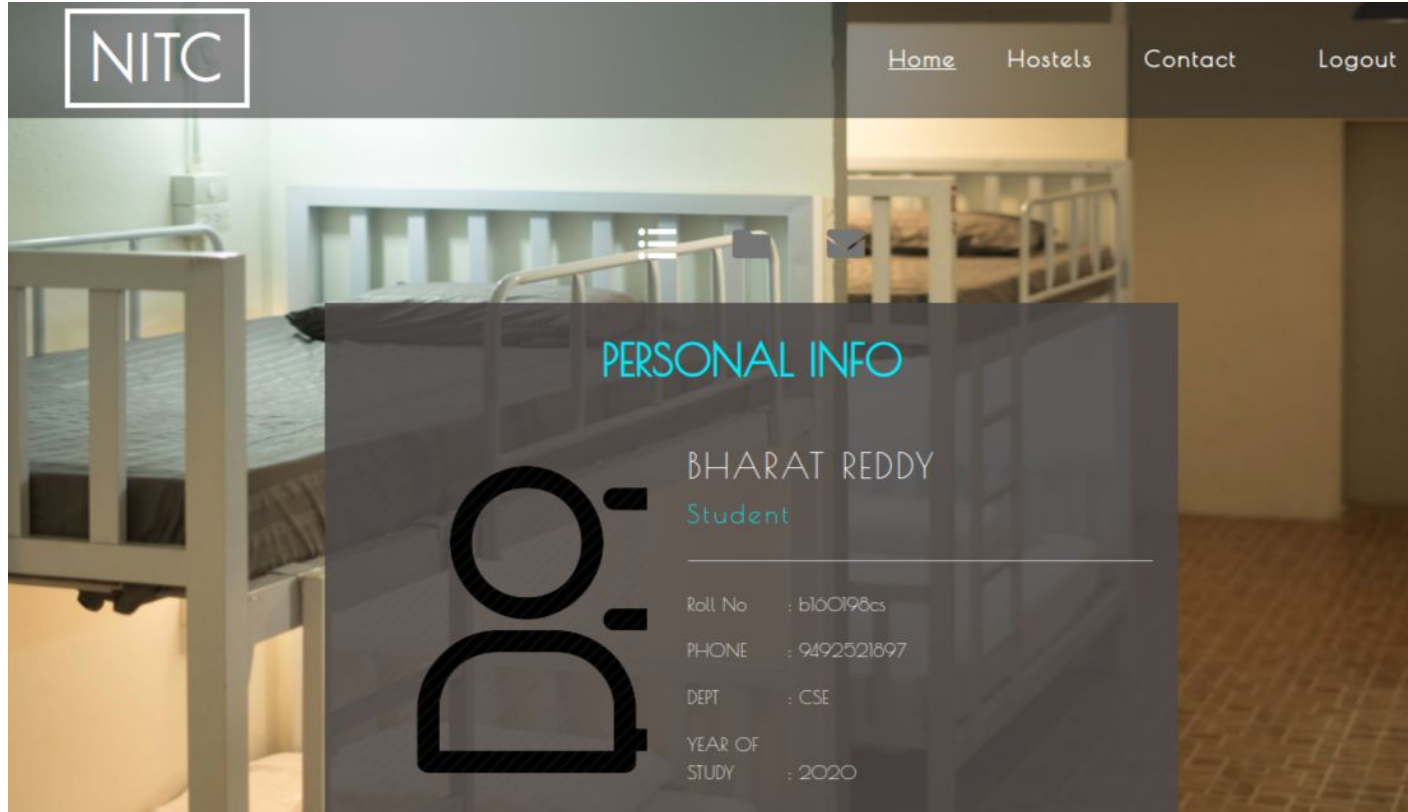 NITC
Home Hostels Contact Logout
PERSONAL INFO
BHARAT REDDY
Student
Roll No : b160198cs
PHONE : 9492521897
DEPT : CSE
YEAR OF
STUDY : 2020